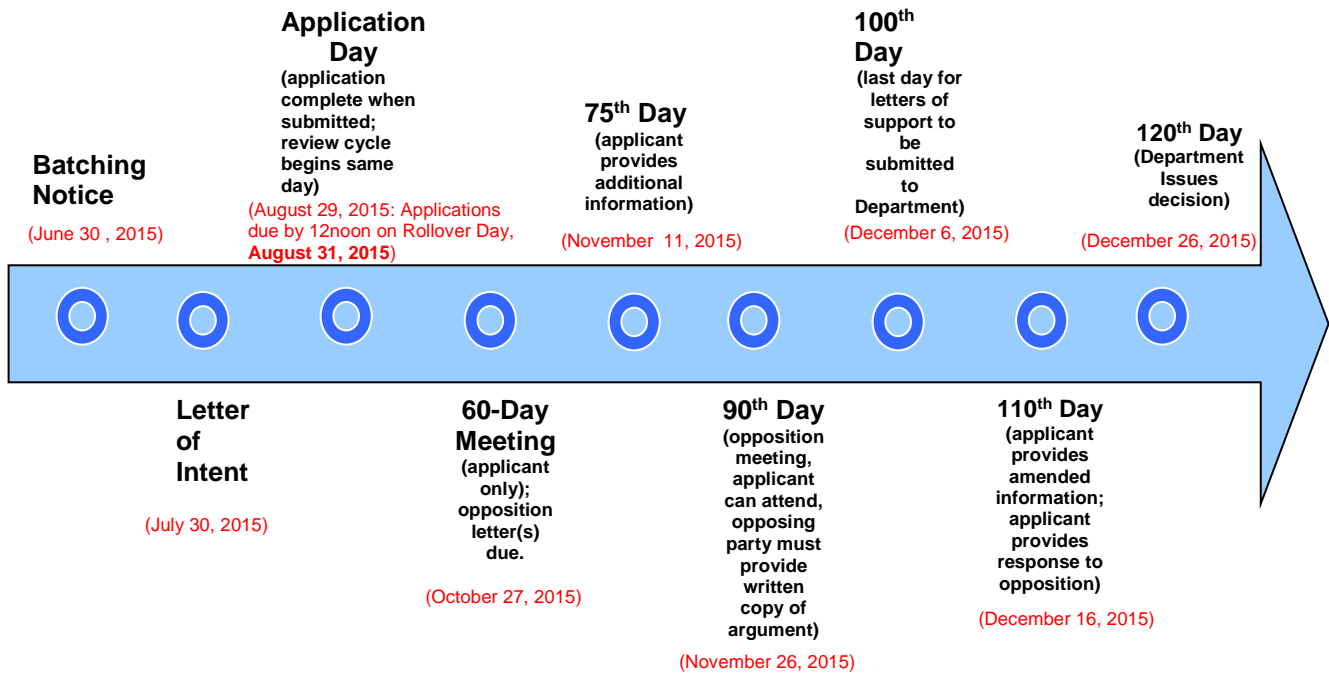 Batching
Notice
(June 30 , 2015)
Letter
of
Intent
(July 30, 2015)
Application
Day
(application
complete when
submitted;
review cycle
begins same
day)
(August 29, 2015: Applications
due by 12noon on Rollover Day,
August 31, 2015)
60-Day
Meeting
(applicant
only);
opposition
letter(s)
due.
(October 27, 2015)
75th Day
(applicant
provides
additional
information)
(November 11, 2015)
90th Day
(opposition
meeting,
applicant
can attend,
opposing
party must
provide
written
copy of
argument)
(November 26, 2015)
100th
Day
(last day for
letters of
support to
be
submitted
to
Department)
(December 6, 2015)
110th Day
(applicant
provides
amended
information;
applicant
provides
response to
opposition)
(December 16, 2015)
120th Day
(Department
Issues
decision)
(December 26, 2015)